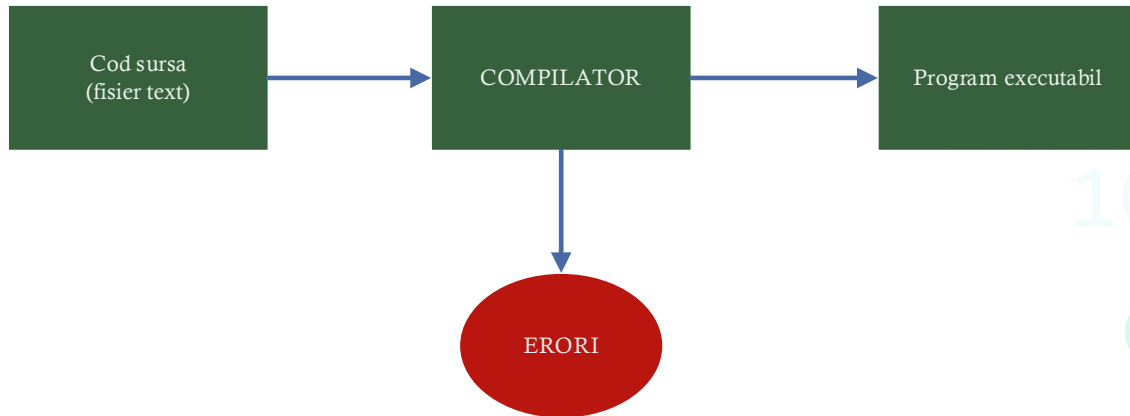 Cod sursa
(fisier text)
COMPILATOR
Program executabil
ERORI